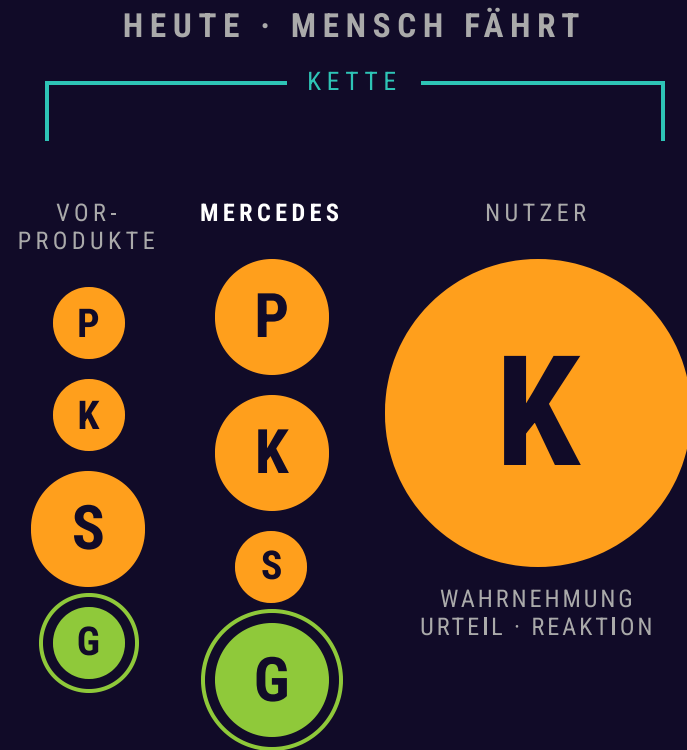 HEUTE · MENSCH FÄHRT
KETTE
VOR-
PRODUKTE
P
K
S
G
MERCEDES
P
K
S
G
NUTZER
K
WAHRNEHMUNG
URTEIL · REAKTION